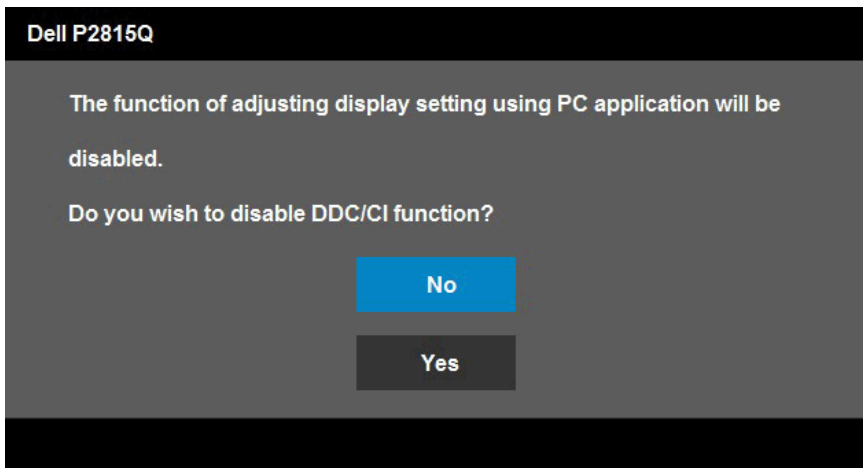 Dell P2815Q
The function of adjusting display setting using PC application will be
disabled.
Do you wish to disable DDC/CI function?
No
Yes